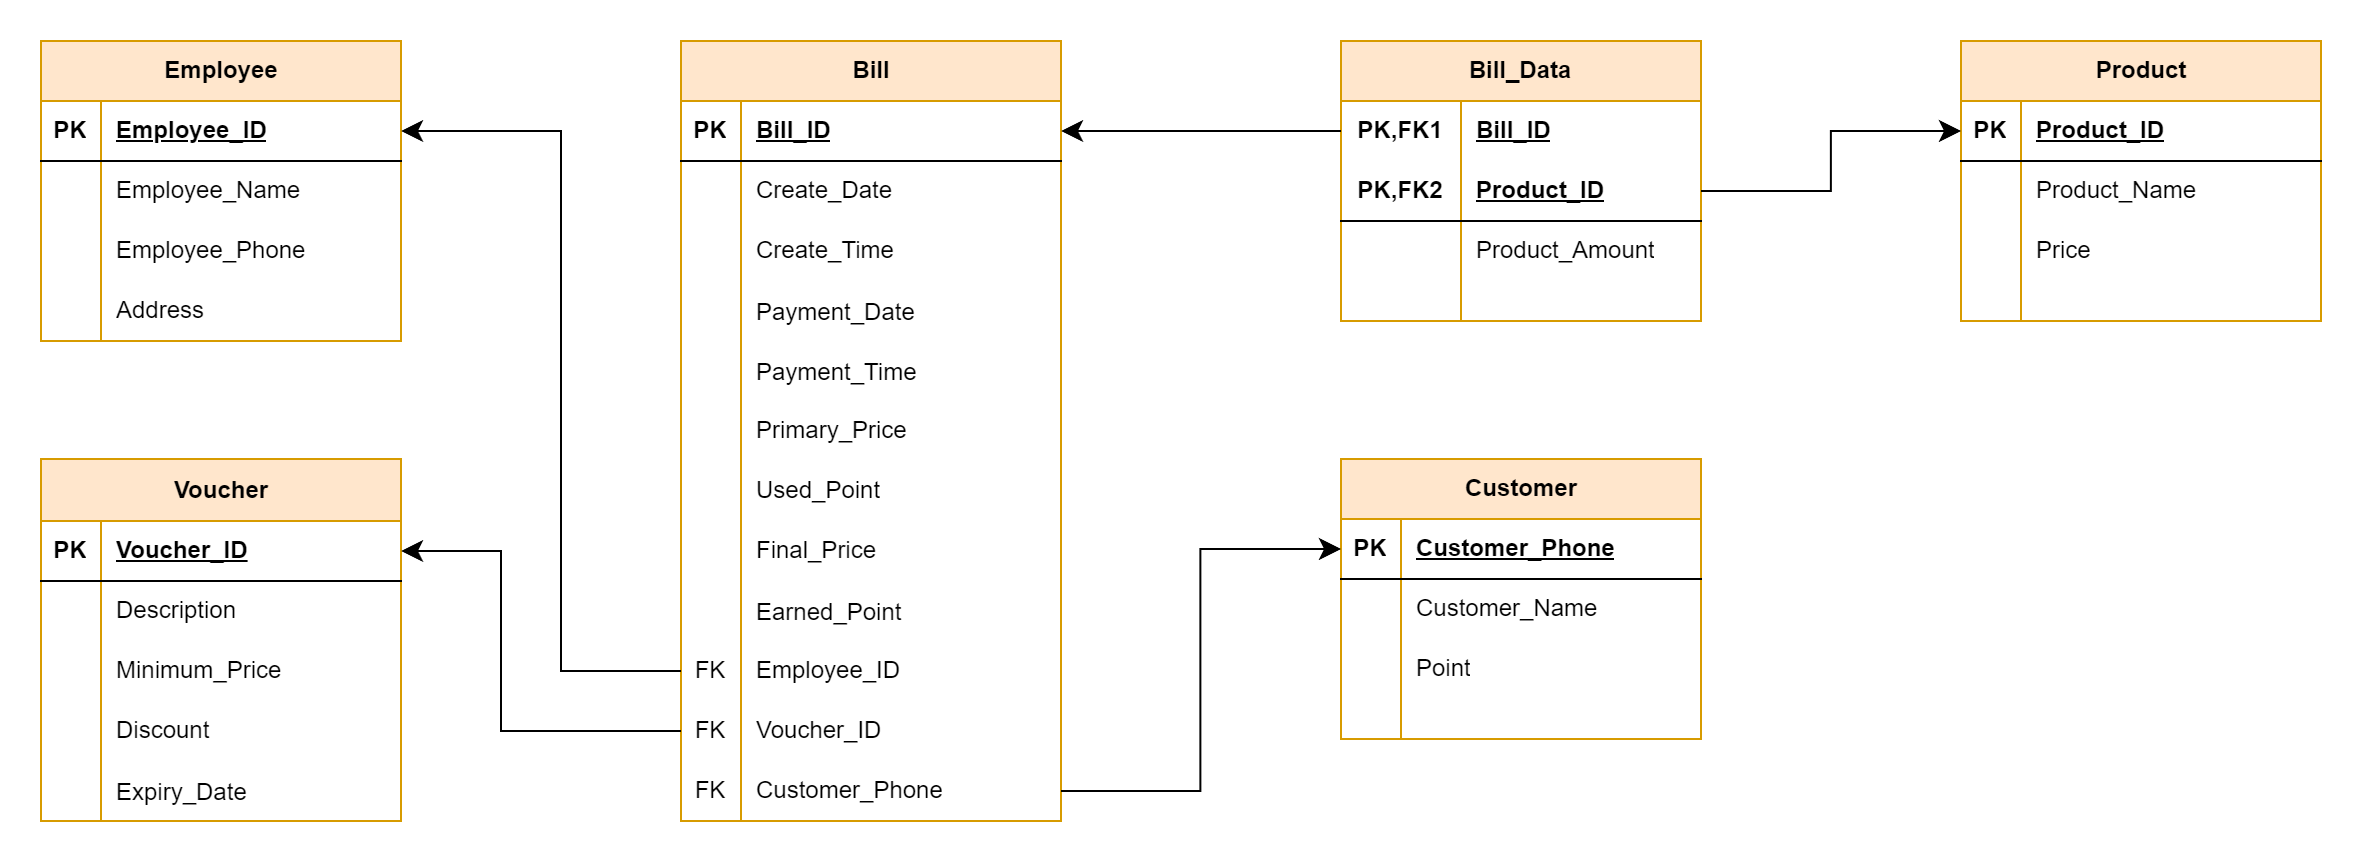 Employee
PK Employee_ID
Employee_Name
Employee_Phone
Address
Voucher
PK Voucher_ID
Description
Minimum_Price
Discount
Expiry_Date
Bill
PK Bill_ID
Create_Date
Create_Time
Payment_Date
Payment_Time
Primary_Price
Used_Point
Final_Price
Earned_Point
FK Employee_ID
FK Voucher_ID
FK Customer_Phone
Bill_Data
PK,FK1 Bill_ID
PK,FK2 Product_ID
Product_Amount
Customer
PK Customer_Phone
Customer_Name
Point
Product
PK Product_ID
Product_Name
Price